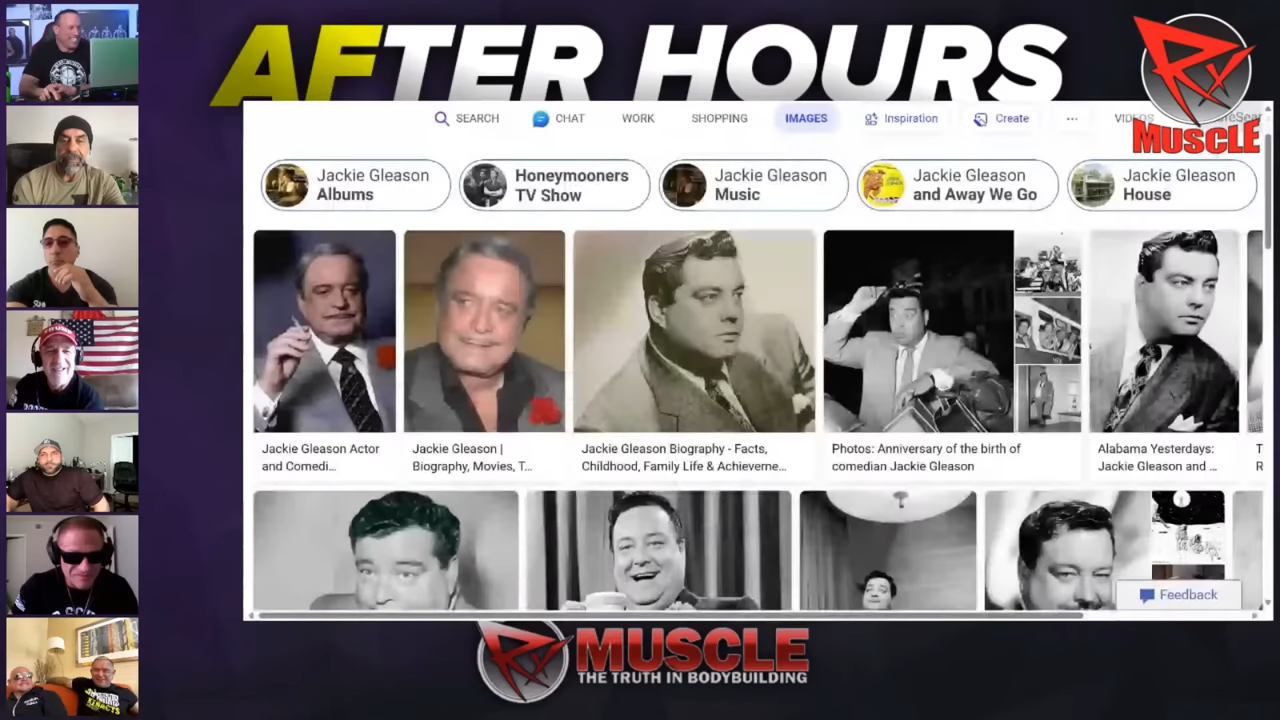 AFTER HOURS
Rx
MUSCLE
SEARCH
CHAT
WORK
SHOPPING
IMAGES
Inspiration
Create
...
VIDEOS
Jackie Gleason
Albums
Honeymooners
TV Show
Jackie Gleason
Music
Jackie Gleason
and Away We Go
Jackie Gleason
House
Jackie Gleason Actor
and Comedi...
Jackie Gleason |
Biography, Movies, T...
Jackie Gleason Biography - Facts,
Childhood, Family Life & Achieveme...
Photos: Anniversary of the birth of
comedian Jackie Gleason
Alabama Yesterdays:
Jackie Gleason and ...
T
R
Feedback
Rx
MUSCLE
THE TRUTH IN BODYBUILDING
TRUMP